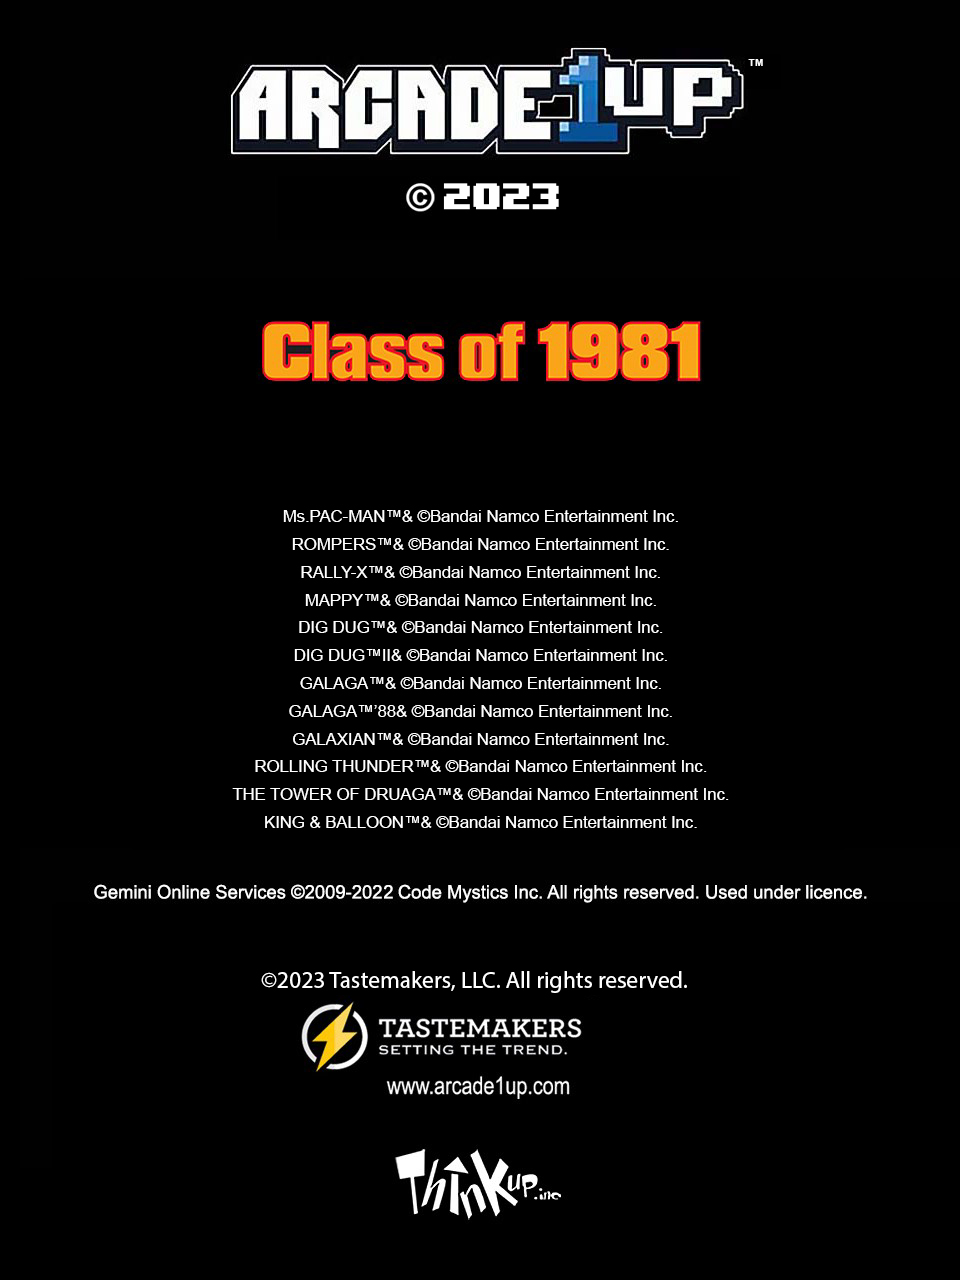 ARCADE1UP™
© 2023
Class of 1981
Ms.PAC-MAN™& ©Bandai Namco Entertainment Inc.
ROMPERS™& ©Bandai Namco Entertainment Inc.
RALLY-X™& ©Bandai Namco Entertainment Inc.
MAPPY™& ©Bandai Namco Entertainment Inc.
DIG DUG™& ©Bandai Namco Entertainment Inc.
DIG DUG™II& ©Bandai Namco Entertainment Inc.
GALAGA™& ©Bandai Namco Entertainment Inc.
GALAGA™’88& ©Bandai Namco Entertainment Inc.
GALAXIAN™& ©Bandai Namco Entertainment Inc.
ROLLING THUNDER™& ©Bandai Namco Entertainment Inc.
THE TOWER OF DRUAGA™& ©Bandai Namco Entertainment Inc.
KING & BALLOON™& ©Bandai Namco Entertainment Inc.
Gemini Online Services ©2009-2022 Code Mystics Inc. All rights reserved. Used under licence.
©2023 Tastemakers, LLC. All rights reserved.
TASTEMAKERS
SETTING THE TREND.
www.arcade1up.com
ThinkUp.inc